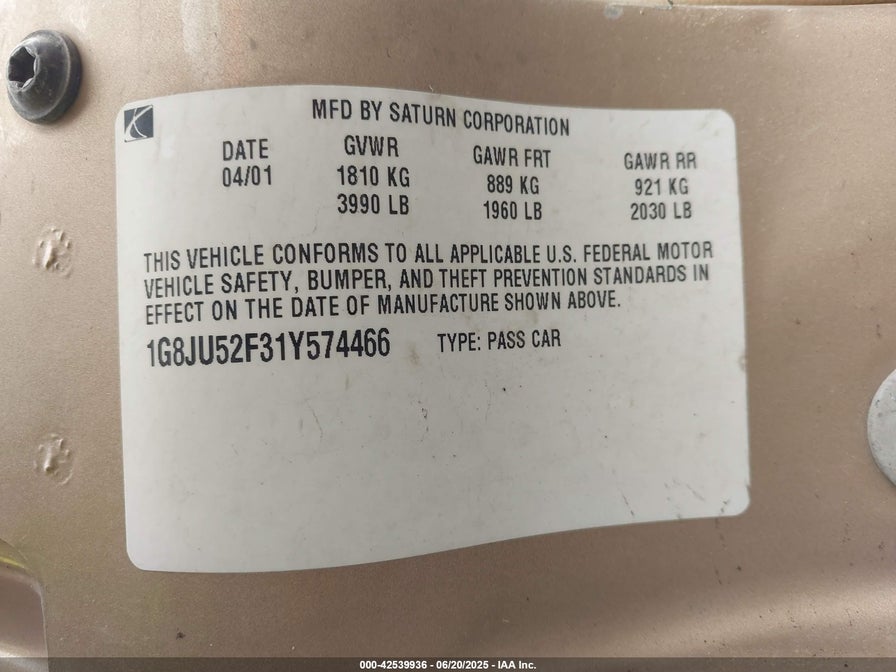 MFD BY SATURN CORPORATION
DATE GVWR GAWR FRT GAWR RR
04/01 1810 KG 889 KG 921 KG
3990 LB 1960 LB 2030 LB
THIS VEHICLE CONFORMS TO ALL APPLICABLE U.S. FEDERAL MOTOR
VEHICLE SAFETY, BUMPER, AND THEFT PREVENTION STANDARDS IN
EFFECT ON THE DATE OF MANUFACTURE SHOWN ABOVE.
1G8JU52F31Y574466 TYPE: PASS CAR
000-42539936 - 06/20/2025 - IAA Inc.